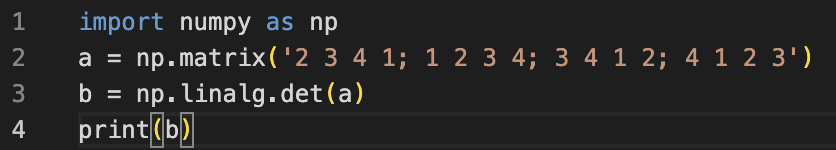 1 import numpy as np
2 a = np.matrix('2 3 4 1; 1 2 3 4; 3 4 1 2; 4 1 2 3')
3 b = np.linalg.det(a)
4 print(b)